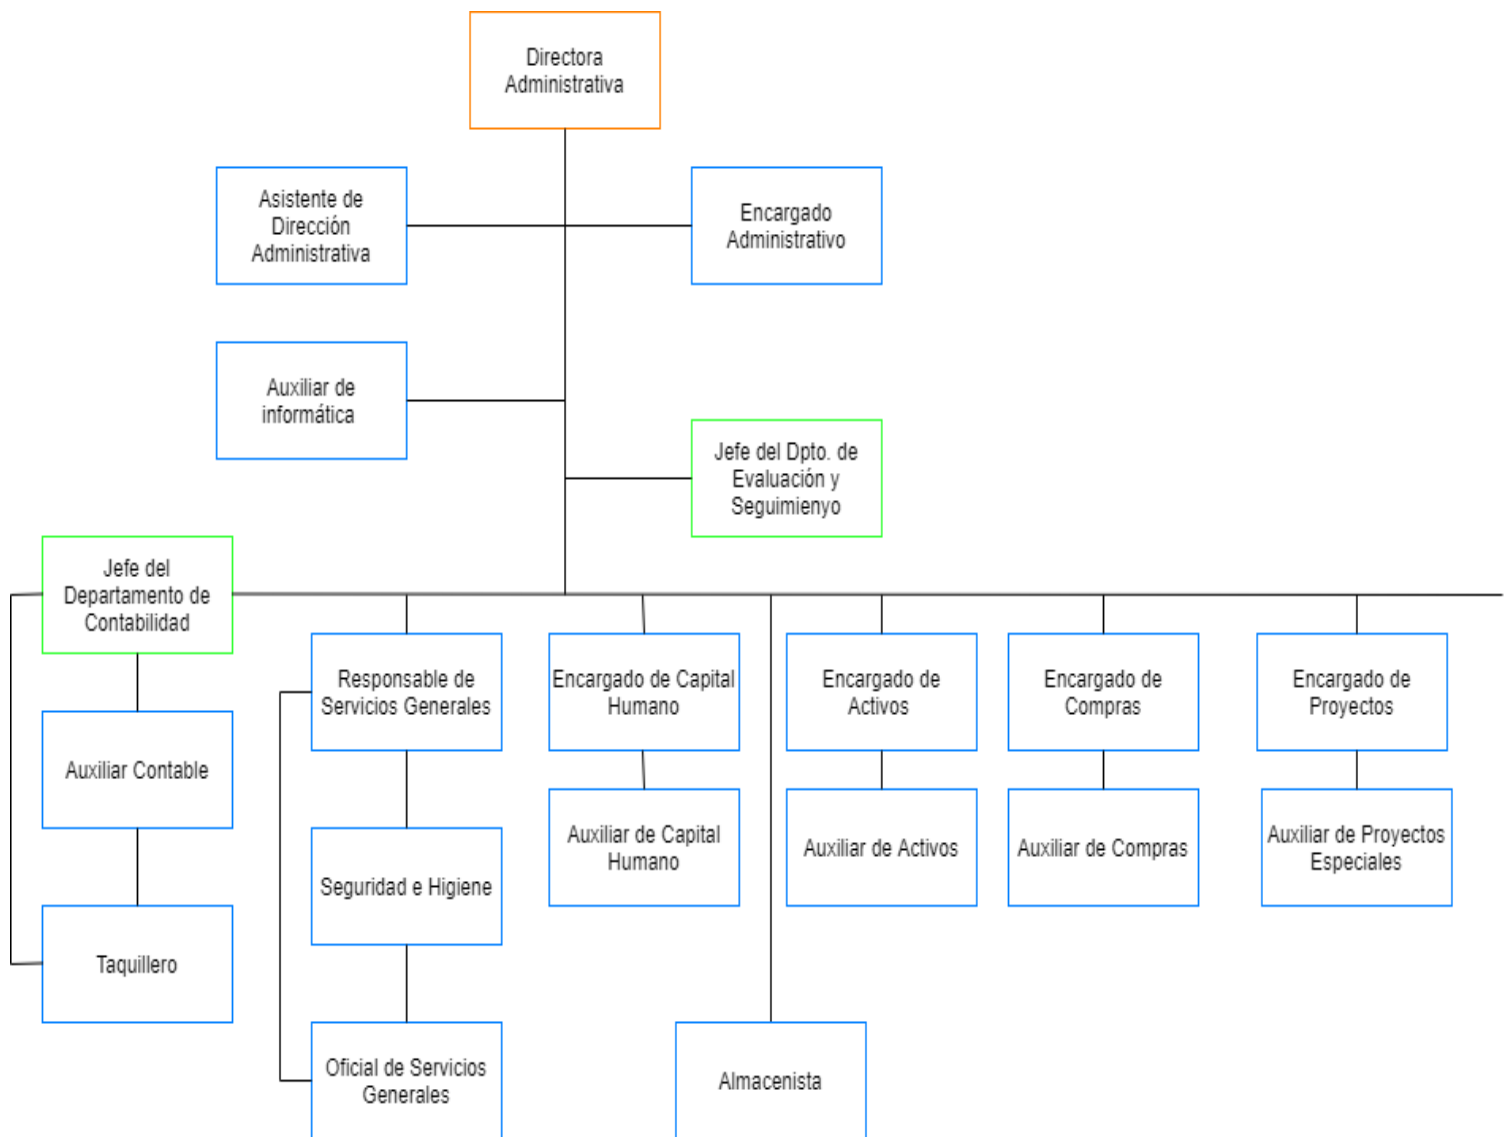 Directora
Administrativa
Asistente de
Dirección
Administrativa
Encargado
Administrativo
Auxiliar de
informática
Jefe del Dpto. de
Evaluación y
Seguimienyo
Jefe del
Departamento de
Contabilidad
Responsable de
Servicios Generales
Encargado de Capital
Humano
Encargado de
Activos
Encargado de
Compras
Encargado de
Proyectos
Auxiliar Contable
Seguridad e Higiene
Auxiliar de Capital
Humano
Auxiliar de Activos
Auxiliar de Compras
Auxiliar de Proyectos
Especiales
Taquillero
Oficial de Servicios
Generales
Almacenista